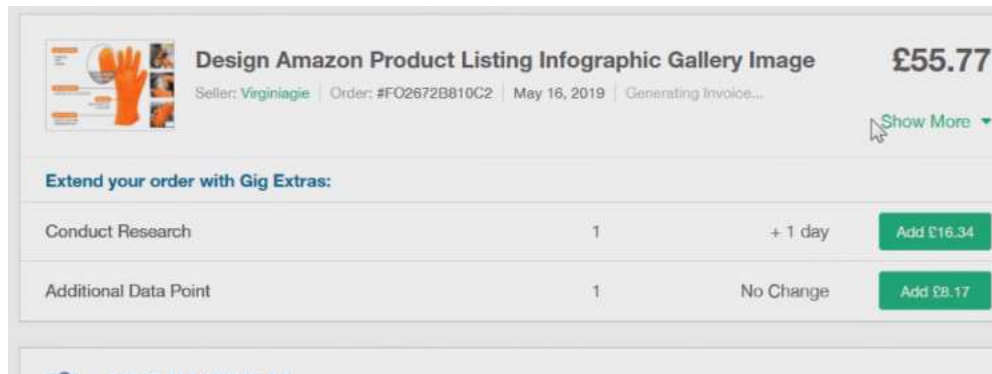 Design Amazon Product Listing Infographic Gallery Image
£55.77
Seller: Virginiagie | Order: #FO2672B810C2 | May 16, 2019 | Generating Invoice...
Show More
Extend your order with Gig Extras:
Conduct Research 1 + 1 day Add £16.34
Additional Data Point 1 No Change Add £8.17